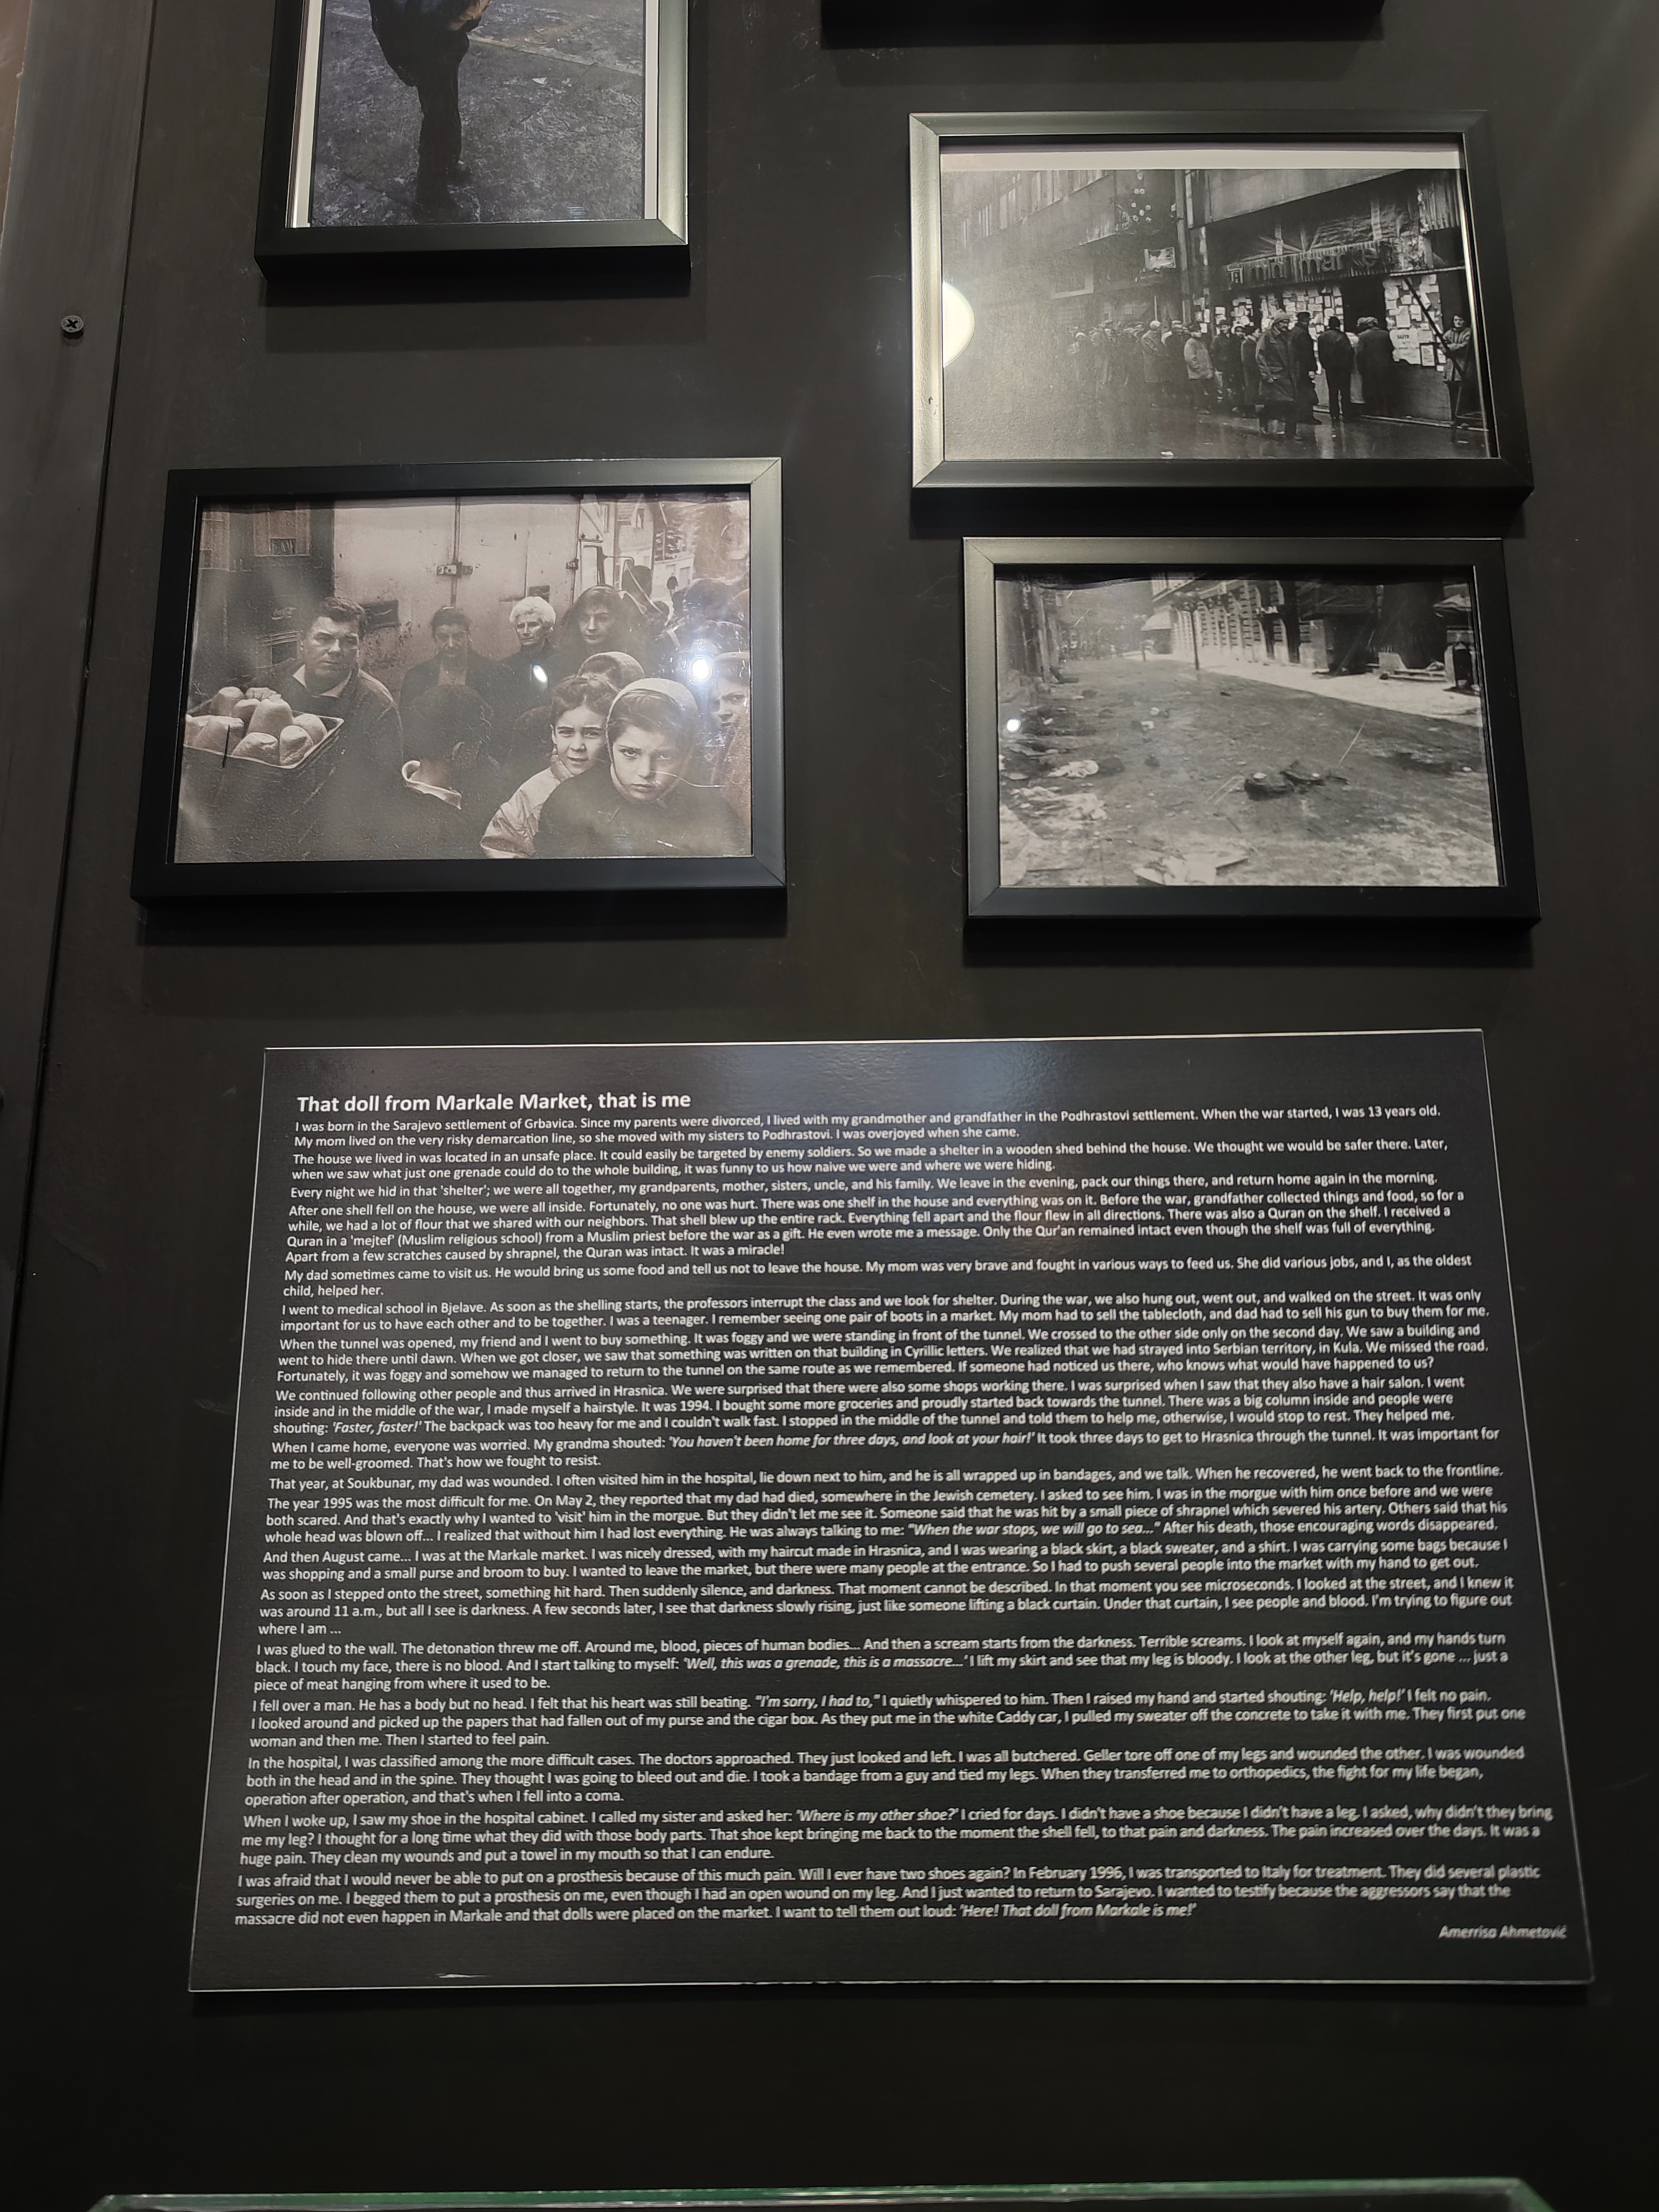 mini market
That doll from Markale Market, that is me
I was born in the Sarajevo settlement of Grbavica. Since my parents were divorced, I lived with my grandmother and grandfather in the Podhrastovi settlement. When the war started, I was 13 years old.
My mom lived on the very risky demarcation line, so she moved with my sisters to Podhrastovi. I was overjoyed when she came.
The house we lived in was located in an unsafe place. It could easily be targeted by enemy soldiers. So we made a shelter in a wooden shed behind the house. We thought we would be safer there. Later,
when we saw what just one grenade could do to the whole building, it was funny to us how naive we were and where we were hiding.
Every night we hid in that 'shelter'; we were all together, my grandparents, mother, sisters, uncle, and his family. We leave in the evening, pack our things there, and return home again in the morning.
After one shell fell on the house, we were all inside. Fortunately, no one was hurt. There was one shelf in the house and everything was on it. Before the war, grandfather collected things and food, so for a
while, we had a lot of flour that we shared with our neighbors. That shell blew up the entire rack. Everything fell apart and the flour flew in all directions. There was also a Quran on the shelf. I received a
Quran in a 'mejtef' (Muslim religious school) from a Muslim priest before the war as a gift. He even wrote me a message. Only the Qur'an remained intact even though the shelf was full of everything.
Apart from a few scratches caused by shrapnel, the Quran was intact. It was a miracle!
My dad sometimes came to visit us. He would bring us some food and tell us not to leave the house. My mom was very brave and fought in various ways to feed us. She did various jobs, and I, as the oldest
child, helped her.
I went to medical school in Bjelave. As soon as the shelling starts, the professors interrupt the class and we look for shelter. During the war, we also hung out, went out, and walked on the street. It was only
important for us to have each other and to be together. I was a teenager. I remember seeing one pair of boots in a market. My mom had to sell the tablecloth, and dad had to sell his gun to buy them for me.
When the tunnel was opened, my friend and I went to buy something. It was foggy and we were standing in front of the tunnel. We crossed to the other side only on the second day. We saw a building and
went to hide there until dawn. When we got closer, we saw that something was written on that building in Cyrillic letters. We realized that we had strayed into Serbian territory, in Kula. We missed the road.
Fortunately, it was foggy and somehow we managed to return to the tunnel on the same route as we remembered. If someone had noticed us there, who knows what would have happened to us?
We continued following other people and thus arrived in Hrasnica. We were surprised that there were also some shops working there. I was surprised when I saw that they also have a hair salon. I went
inside and in the middle of the war, I made myself a hairstyle. It was 1994. I bought some more groceries and proudly started back towards the tunnel. There was a big column inside and people were
shouting: 'Faster, faster!' The backpack was too heavy for me and I couldn't walk fast. I stopped in the middle of the tunnel and told them to help me, otherwise, I would stop to rest. They helped me.
When I came home, everyone was worried. My grandma shouted: 'You haven't been home for three days, and look at your hair!' It took three days to get to Hrasnica through the tunnel. It was important for
me to be well-groomed. That's how we fought to resist.
That year, at Soukbunar, my dad was wounded. I often visited him in the hospital, lie down next to him, and he is all wrapped up in bandages, and we talk. When he recovered, he went back to the frontline.
The year 1995 was the most difficult for me. On May 2, they reported that my dad had died, somewhere in the Jewish cemetery. I asked to see him. I was in the morgue with him once before and we were
both scared. And that's exactly why I wanted to 'visit' him in the morgue. But they didn't let me see it. Someone said that he was hit by a small piece of shrapnel which severed his artery. Others said that his
whole head was blown off... I realized that without him I had lost everything. He was always talking to me: "When the war stops, we will go to sea..." After his death, those encouraging words disappeared.
And then August came... I was at the Markale market. I was nicely dressed, with my haircut made in Hrasnica, and I was wearing a black skirt, a black sweater, and a shirt. I was carrying some bags because I
was shopping and a small purse and broom to buy. I wanted to leave the market, but there were many people at the entrance. So I had to push several people into the market with my hand to get out.
As soon as I stepped onto the street, something hit hard. Then suddenly silence, and darkness. That moment cannot be described. In that moment you see microseconds. I looked at the street, and I knew it
was around 11 a.m., but all I see is darkness. A few seconds later, I see that darkness slowly rising, just like someone lifting a black curtain. Under that curtain, I see people and blood. I'm trying to figure out
where I am ...
I was glued to the wall. The detonation threw me off. Around me, blood, pieces of human bodies... And then a scream starts from the darkness. Terrible screams. I look at myself again, and my hands turn
black. I touch my face, there is no blood. And I start talking to myself: 'Well, this was a grenade, this is a massacre...' I lift my skirt and see that my leg is bloody. I look at the other leg, but it's gone ... just a
piece of meat hanging from where it used to be.
I fell over a man. He has a body but no head. I felt that his heart was still beating. "I'm sorry, I had to," I quietly whispered to him. Then I raised my hand and started shouting: 'Help, help!' I felt no pain.
I looked around and picked up the papers that had fallen out of my purse and the cigar box. As they put me in the white Caddy car, I pulled my sweater off the concrete to take it with me. They first put one
woman and then me. Then I started to feel pain.
In the hospital, I was classified among the more difficult cases. The doctors approached. They just looked and left. I was all butchered. Geller tore off one of my legs and wounded the other. I was wounded
both in the head and in the spine. They thought I was going to bleed out and die. I took a bandage from a guy and tied my legs. When they transferred me to orthopedics, the fight for my life began,
operation after operation, and that's when I fell into a coma.
When I woke up, I saw my shoe in the hospital cabinet. I called my sister and asked her: 'Where is my other shoe?' I cried for days. I didn't have a shoe because I didn't have a leg. I asked, why didn't they bring
me my leg? I thought for a long time what they did with those body parts. That shoe kept bringing me back to the moment the shell fell, to that pain and darkness. The pain increased over the days. It was a
huge pain. They clean my wounds and put a towel in my mouth so that I can endure.
I was afraid that I would never be able to put on a prosthesis because of this much pain. Will I ever have two shoes again? In February 1996, I was transported to Italy for treatment. They did several plastic
surgeries on me. I begged them to put a prosthesis on me, even though I had an open wound on my leg. And I just wanted to return to Sarajevo. I wanted to testify because the aggressors say that the
massacre did not even happen in Markale and that dolls were placed on the market. I want to tell them out loud: 'Here! That doll from Markale is me!'
Amerrisa Ahmetović